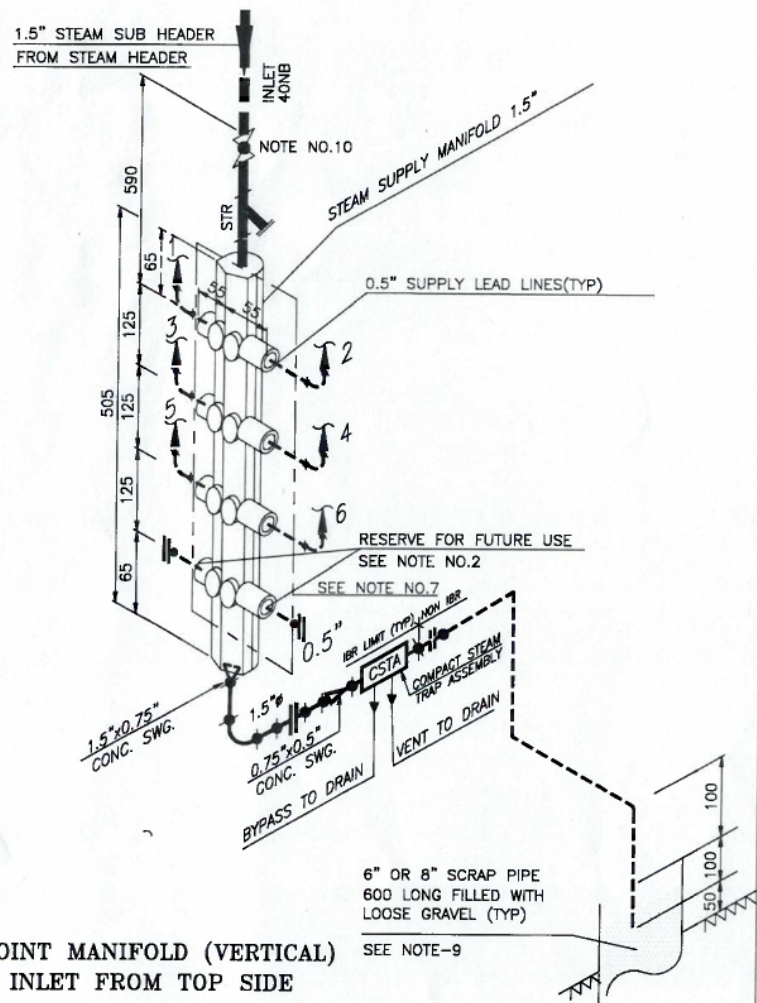 1.5" STEAM SUB HEADER
FROM STEAM HEADER
INLET
40NB
NOTE NO.10
STEAM SUPPLY MANIFOLD 1.5"
590
STR
65
1
55
55
0.5" SUPPLY LEAD LINES(TYP)
125
3
2
505
125
5
4
125
6
RESERVE FOR FUTURE USE
SEE NOTE NO.2
65
SEE NOTE NO.7
0.5"
IBR LIMIT (TYP)
NON IBR
CSTA
COMPACT STEAM
TRAP ASSEMBLY
1.5"x0.75"
CONC. SWG.
1.5"ø
0.75"x0.5"
CONC. SWG.
BYPASS TO DRAIN
VENT TO DRAIN
100
100
50
6" OR 8" SCRAP PIPE
600 LONG FILLED WITH
LOOSE GRAVEL (TYP)
SEE NOTE-9
OINT MANIFOLD (VERTICAL)
INLET FROM TOP SIDE